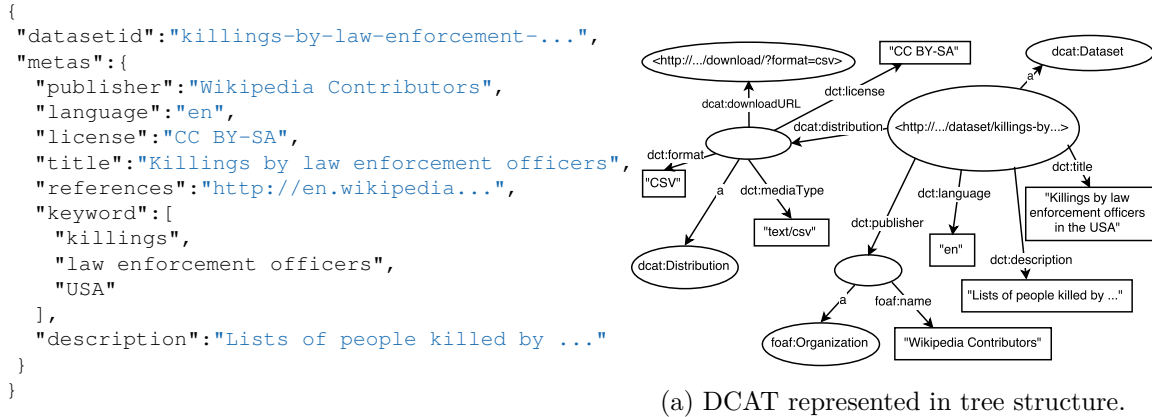 {
"datasetid":"killings-by-law-enforcement-...",
"metas":{
"publisher":"Wikipedia Contributors",
"language":"en",
"license":"CC BY-SA",
"title":"Killings by law enforcement officers",
"references":"http://en.wikipedia...",
"keyword":[
"killings",
"law enforcement officers",
"USA"
],
"description":"Lists of people killed by ..."
}
}
"CC BY-SA"
dcat:Dataset
<http://.../download/?format=csv>
a
dct:license
dcat:downloadURL
dcat:distribution
<http://.../dataset/killings-by...>
dct:format
dct:title
"CSV"
a
dct:mediaType
dct:language
"Killings by law
enforcement officers
in the USA"
dct:publisher
"text/csv"
"en"
dct:description
dcat:Distribution
"Lists of people killed by ..."
a
foaf:name
foaf:Organization
"Wikipedia Contributors"
(a) DCAT represented in tree structure.